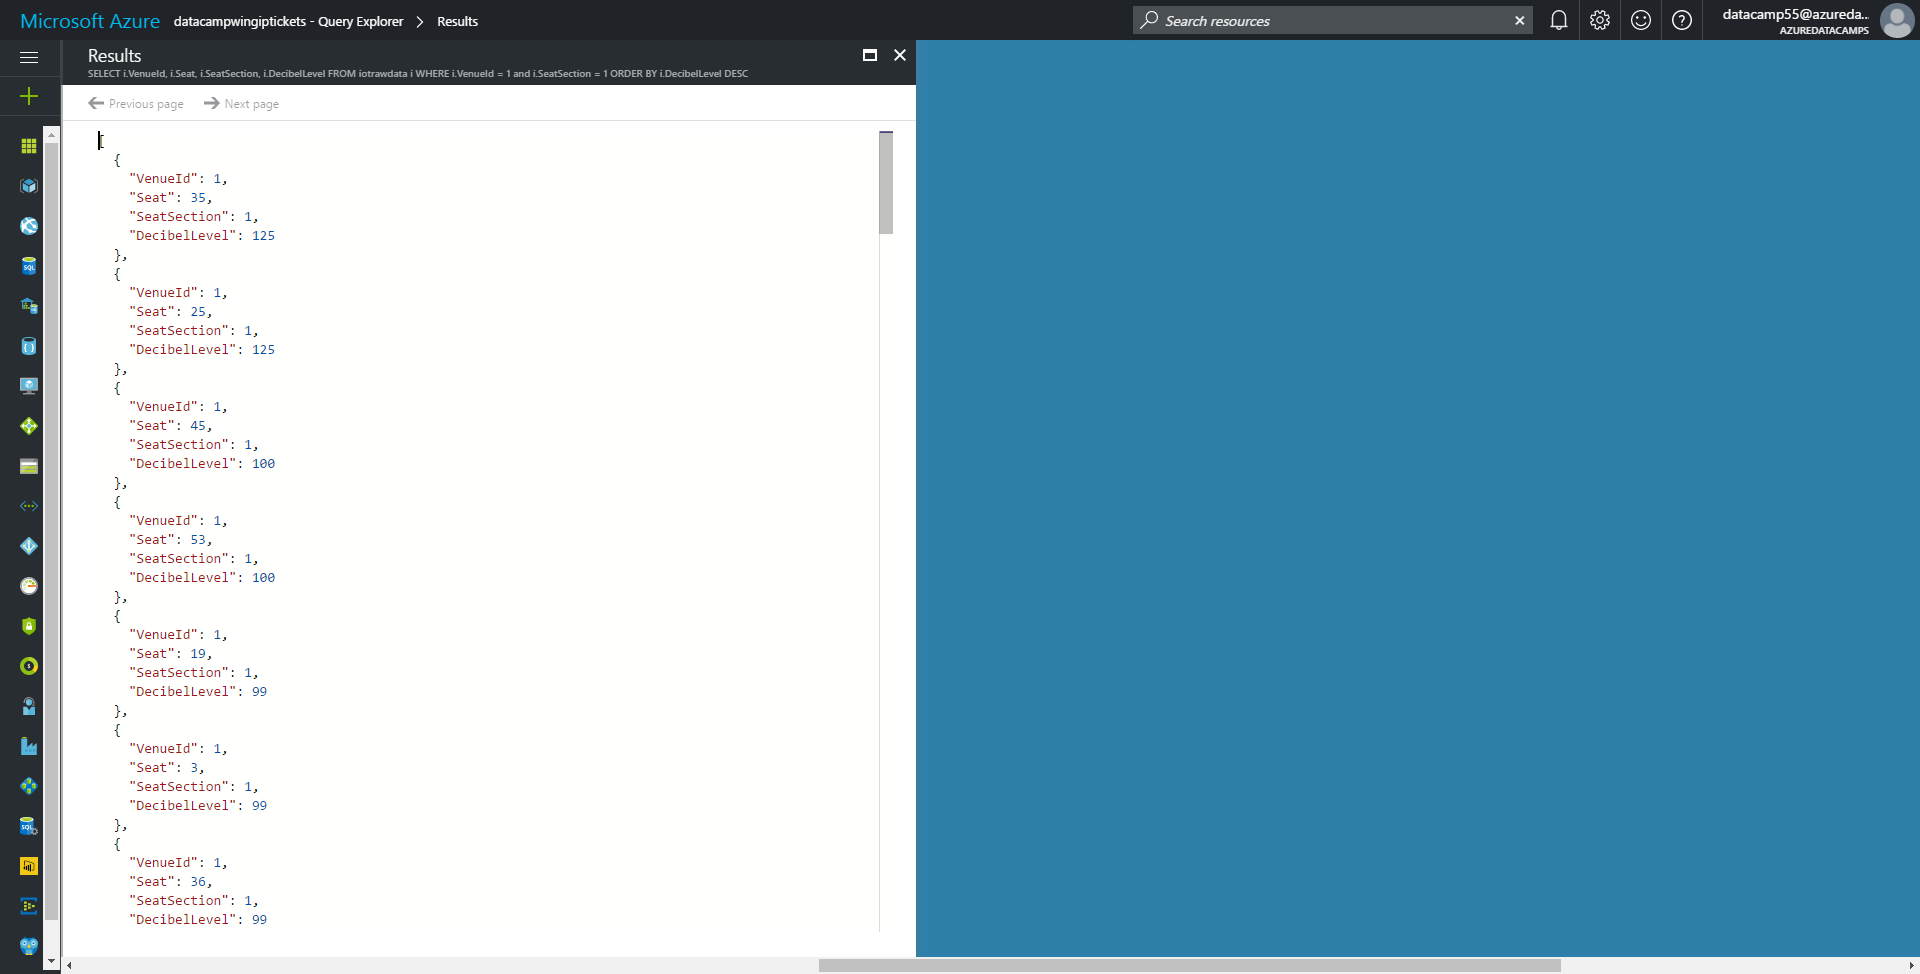 Microsoft Azure datacampwingiptickets - Query Explorer > Results
Search resources
datacamp55@azureda...
AZUREDATACAMPS
Results
SELECT i.VenueId, i.Seat, i.SeatSection, i.DecibelLevel FROM iotrawdata i WHERE i.VenueId = 1 and i.SeatSection = 1 ORDER BY i.DecibelLevel DESC
Previous page Next page
[
{
"VenueId": 1,
"Seat": 35,
"SeatSection": 1,
"DecibelLevel": 125
},
{
"VenueId": 1,
"Seat": 25,
"SeatSection": 1,
"DecibelLevel": 125
},
{
"VenueId": 1,
"Seat": 45,
"SeatSection": 1,
"DecibelLevel": 100
},
{
"VenueId": 1,
"Seat": 53,
"SeatSection": 1,
"DecibelLevel": 100
},
{
"VenueId": 1,
"Seat": 19,
"SeatSection": 1,
"DecibelLevel": 99
},
{
"VenueId": 1,
"Seat": 3,
"SeatSection": 1,
"DecibelLevel": 99
},
{
"VenueId": 1,
"Seat": 36,
"SeatSection": 1,
"DecibelLevel": 99